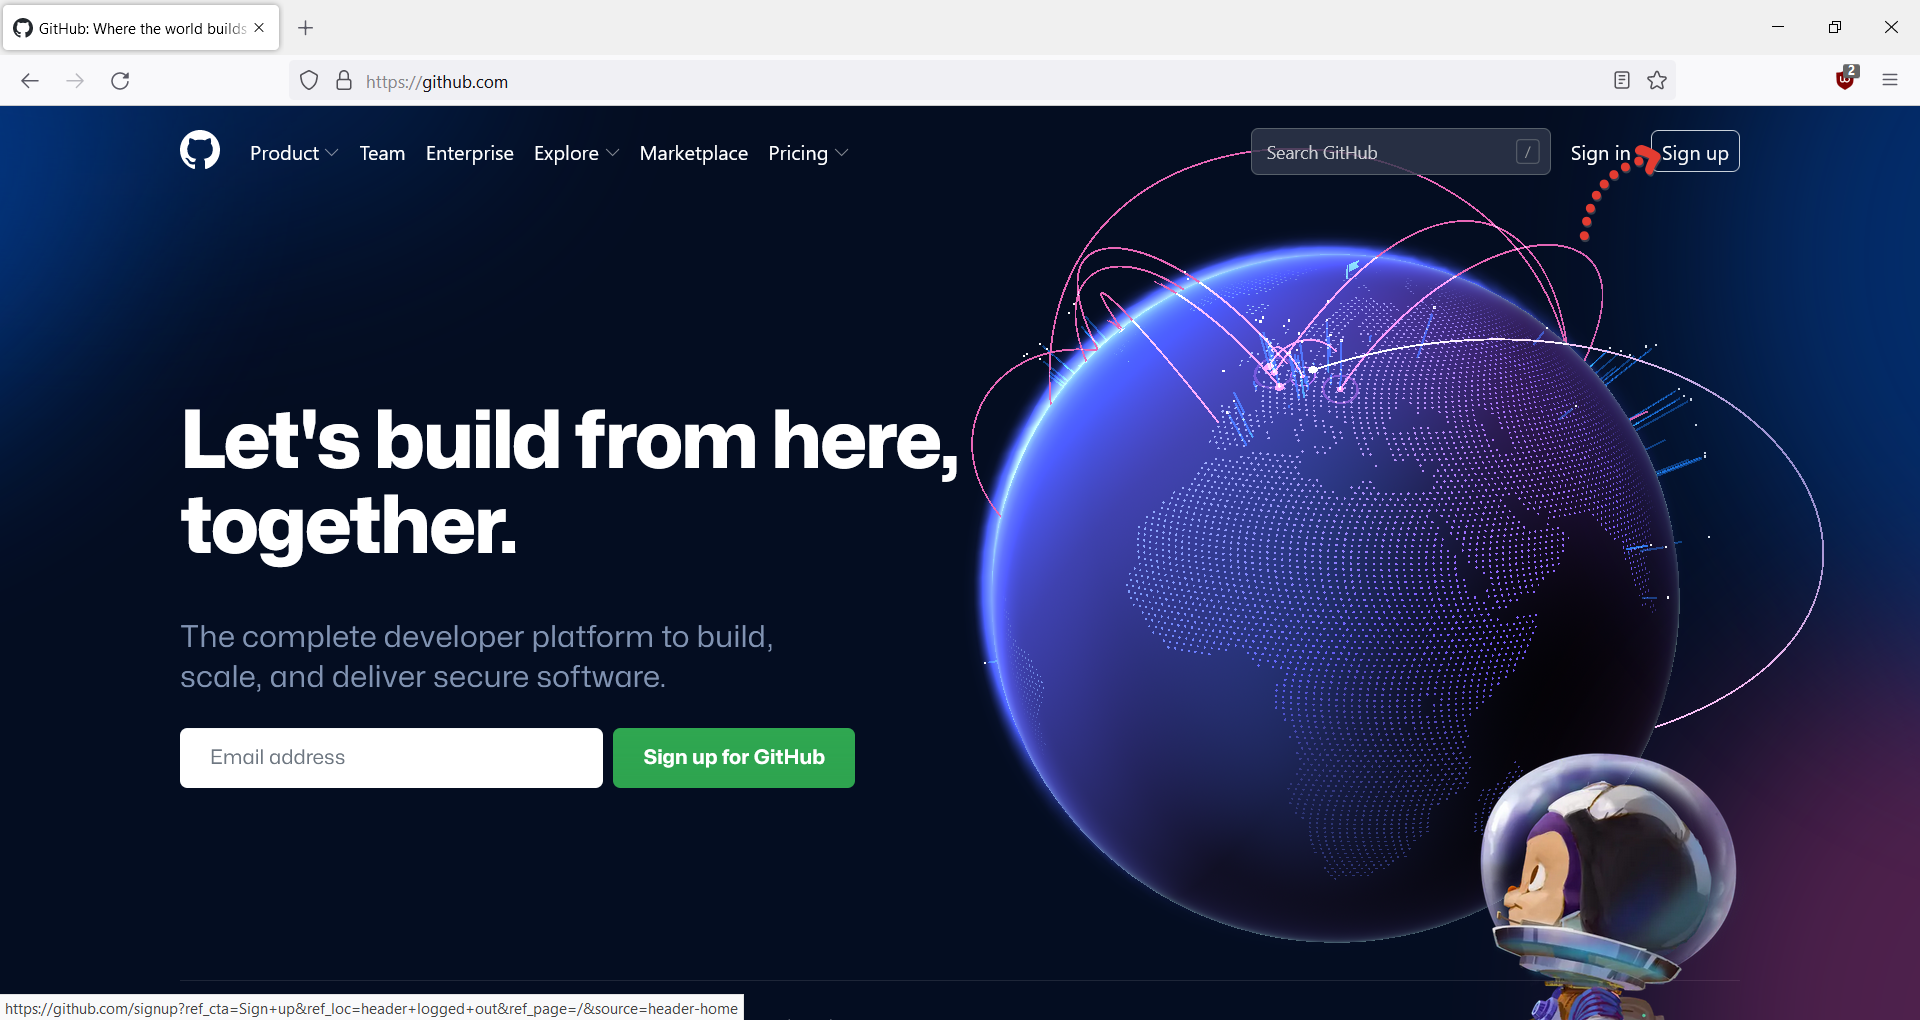 GitHub: Where the world builds
https://github.com
2
Product
Team
Enterprise
Explore
Marketplace
Pricing
Search GitHub
/
Sign in
Sign up
Let's build from here,
together.
The complete developer platform to build,
scale, and deliver secure software.
Email address
Sign up for GitHub
https://github.com/signup?ref_cta=Sign+up&ref_loc=header+logged+out&ref_page=/&source=header-home